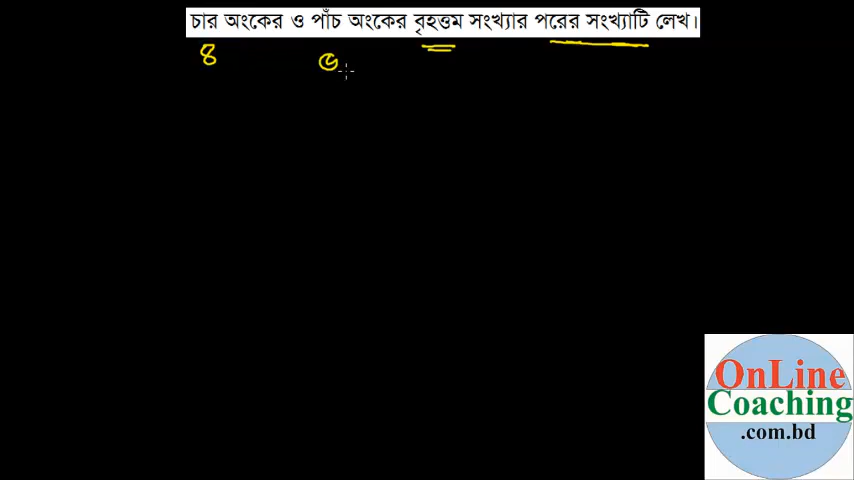 চার অংকের ও পাঁচ অংকের বৃহত্তম সংখ্যার পরের সংখ্যাটি লেখ।
৪ ৫
OnLine
Coaching
.com.bd